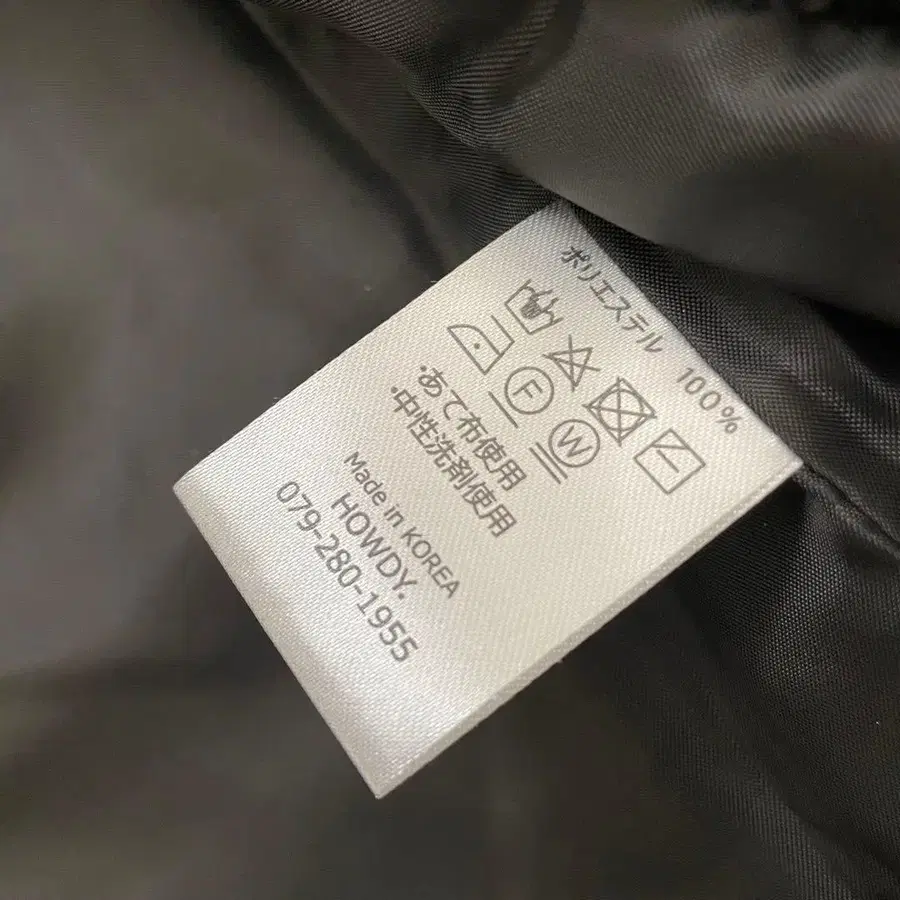 ポリエステル 100%
F
W
・あて布使用
・中性洗剤使用
Made in KOREA
HOWDY.
079-280-1955